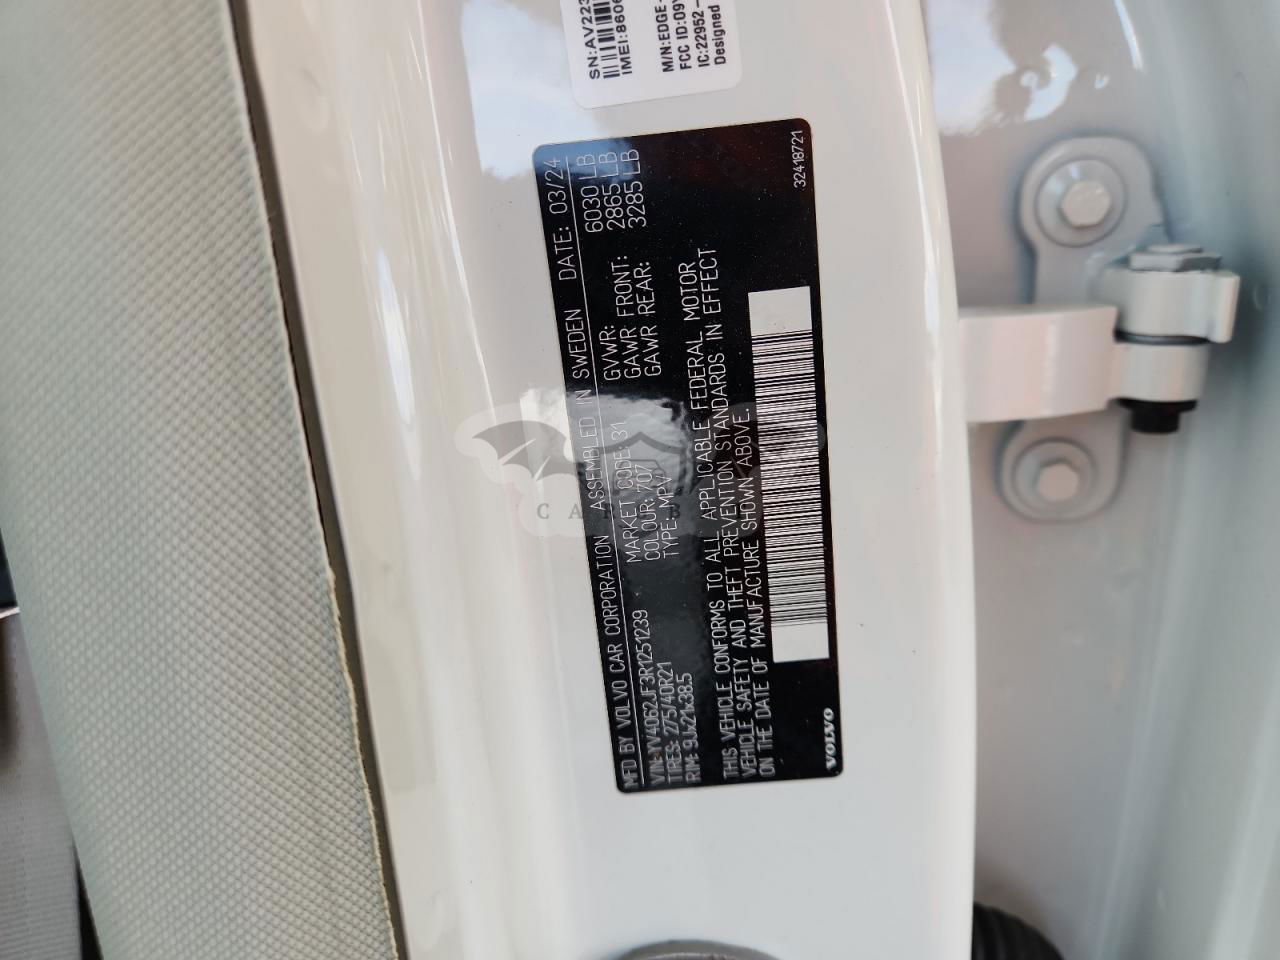 SN:AV223
IMEI:8606
M/N:EDGE-
FCC ID:09
IC:22952-
Designed
MFD BY VOLVO CAR CORPORATION ASSEMBLED IN SWEDEN DATE: 03/24
VIN:YV4062JF3R1251239 MARKET CODE: 31 GVWR: 6030 LB
TIRES: 275/40R21 COLOUR: 707 GAWR FRONT: 2865 LB
RIM: 9Jx21x38.5 TYPE: MPV GAWR REAR: 3285 LB
THIS VEHICLE CONFORMS TO ALL APPLICABLE FEDERAL MOTOR
VEHICLE SAFETY AND THEFT PREVENTION STANDARDS IN EFFECT
ON THE DATE OF MANUFACTURE SHOWN ABOVE.
VOLVO 32418721